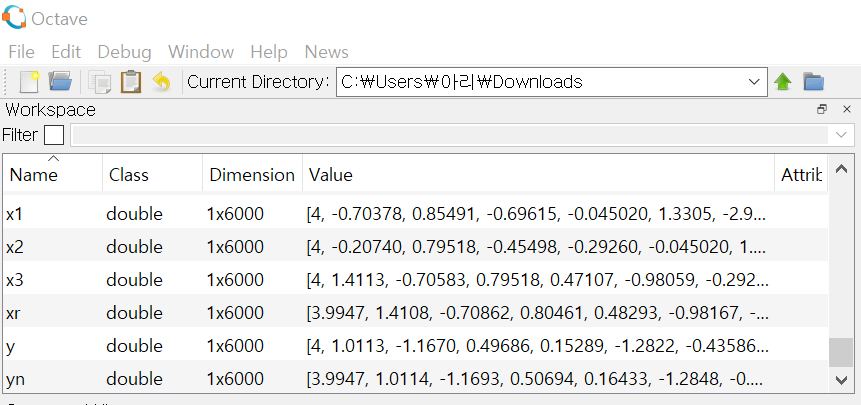 Octave
File Edit Debug Window Help News
Current Directory: C:₩Users₩아리₩Downloads
Workspace
Filter
Name Class Dimension Value Attrib
x1 double 1x6000 [4, -0.70378, 0.85491, -0.69615, -0.045020, 1.3305, -2.9...
x2 double 1x6000 [4, -0.20740, 0.79518, -0.45498, -0.29260, -0.045020, 1....
x3 double 1x6000 [4, 1.4113, -0.70583, 0.79518, 0.47107, -0.98059, -0.292...
xr double 1x6000 [3.9947, 1.4108, -0.70862, 0.80461, 0.48293, -0.98167, -...
y double 1x6000 [4, 1.0113, -1.1670, 0.49686, 0.15289, -1.2822, -0.43586...
yn double 1x6000 [3.9947, 1.0114, -1.1693, 0.50694, 0.16433, -1.2848, -0....